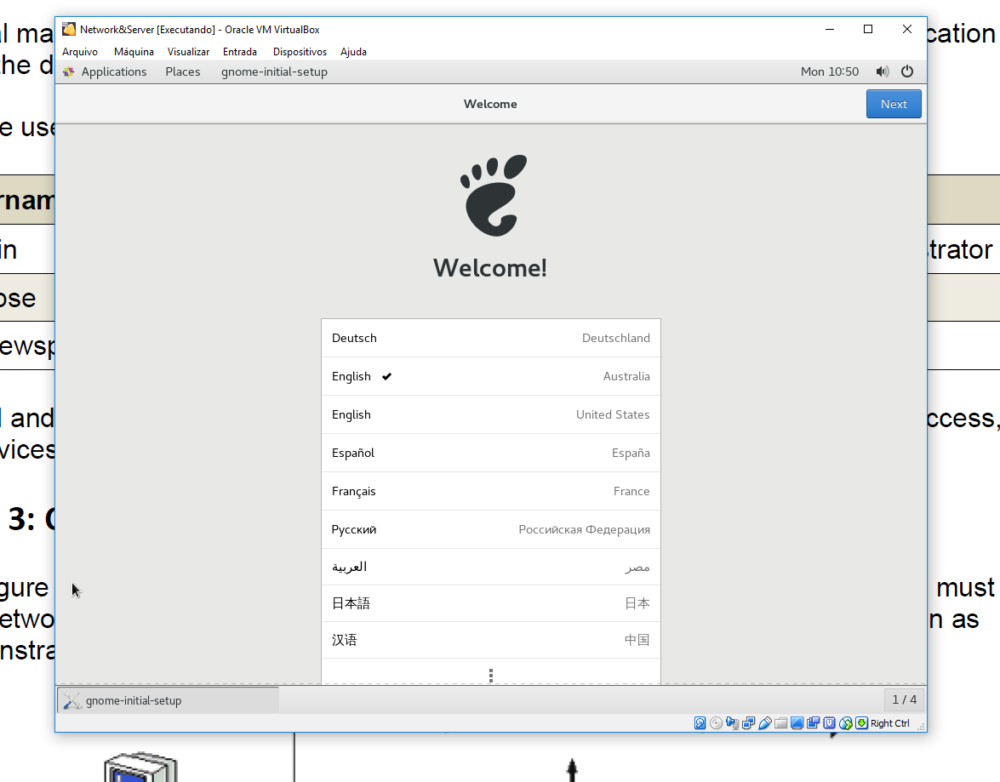 Network&Server [Executando] - Oracle VM VirtualBox
Arquivo Máquina Visualizar Entrada Dispositivos Ajuda
Applications Places gnome-initial-setup Mon 10:50
Welcome Next
Welcome!
Deutsch Deutschland
English Australia
English United States
Español España
Français France
Русский Российская Федерация
العربية مصر
日本語 日本
汉语 中国
gnome-initial-setup 1 / 4
Right Ctrl
cation
the d
e use
rnam
in strator
ose
ewsp
and ccess,
vices
3:
gure must
etwo n as
nstra